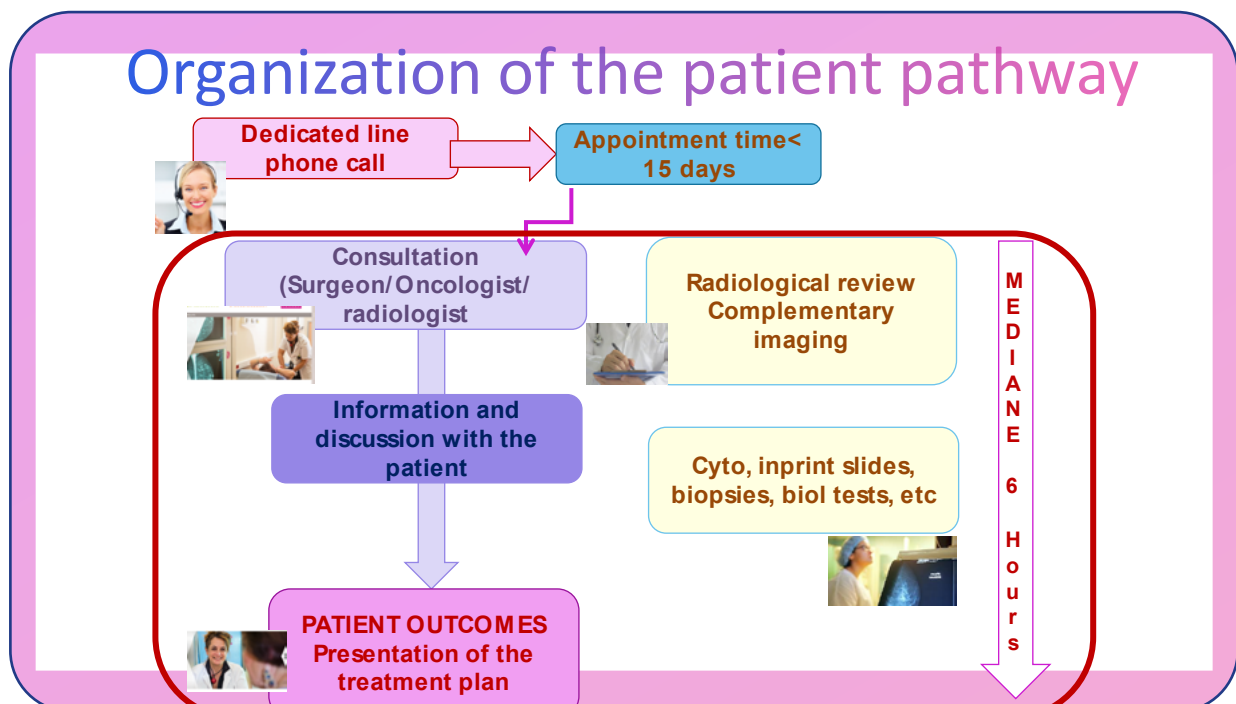 Organization of the patient pathway
Dedicated line
phone call
Appointment time<
15 days
Consultation
(Surgeon/Oncologist/
radiologist
Radiological review
Complementary
imaging
Information and
discussion with the
patient
Cyto, inprint slides,
biopsies, biol tests, etc
PATIENT OUTCOMES
Presentation of the
treatment plan
MEDIANE 6 Hours